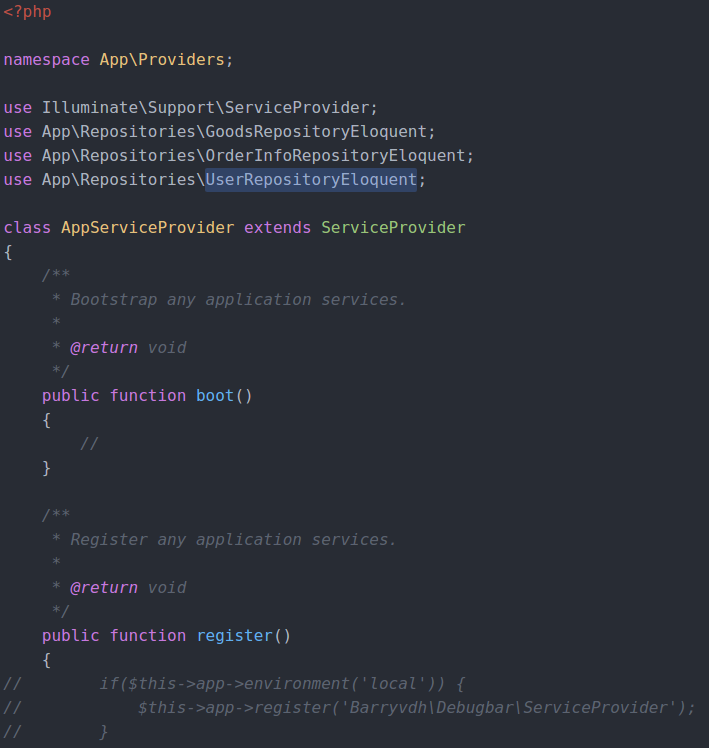 <?php
namespace App\Providers;
use Illuminate\Support\ServiceProvider;
use App\Repositories\GoodsRepositoryEloquent;
use App\Repositories\OrderInfoRepositoryEloquent;
use App\Repositories\UserRepositoryEloquent;
class AppServiceProvider extends ServiceProvider
{
    /**
     * Bootstrap any application services.
     *
     * @return void
     */
    public function boot()
    {
        //
    }
    /**
     * Register any application services.
     *
     * @return void
     */
    public function register()
    {
//        if($this->app->environment('local')) {
//            $this->app->register('Barryvdh\Debugbar\ServiceProvider');
//        }